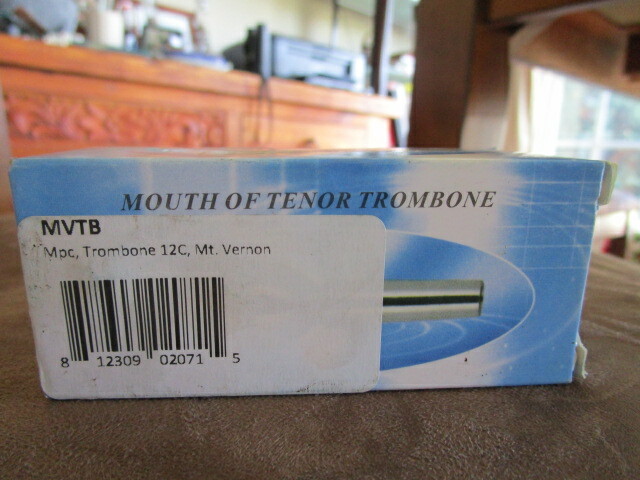 MOUTH OF TENOR TROMBONE
MVTB
Mpc, Trombone 12C, Mt. Vernon
8 12309 02071 5